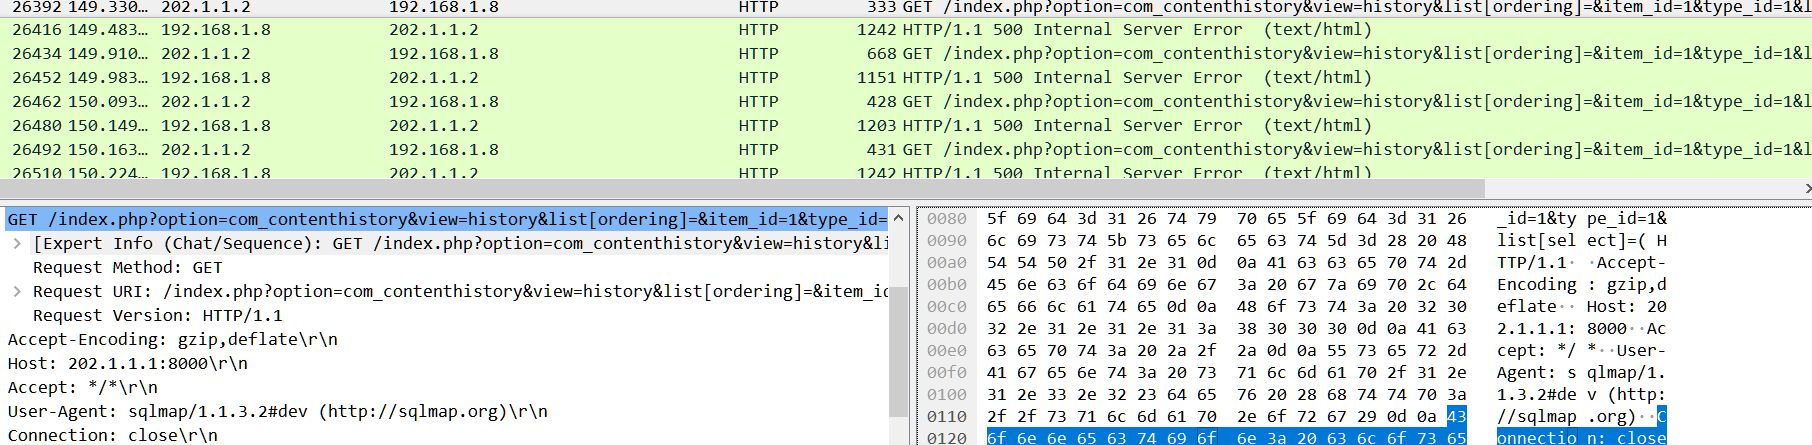 26392 149.330… 202.1.1.2 192.168.1.8 HTTP 333 GET /index.php?option=com_contenthistory&view=history&list[ordering]=&item_id=1&type_id=1&l
26416 149.483… 192.168.1.8 202.1.1.2 HTTP 1242 HTTP/1.1 500 Internal Server Error (text/html)
26434 149.910… 202.1.1.2 192.168.1.8 HTTP 668 GET /index.php?option=com_contenthistory&view=history&list[ordering]=&item_id=1&type_id=1&l
26452 149.983… 192.168.1.8 202.1.1.2 HTTP 1151 HTTP/1.1 500 Internal Server Error (text/html)
26462 150.093… 202.1.1.2 192.168.1.8 HTTP 428 GET /index.php?option=com_contenthistory&view=history&list[ordering]=&item_id=1&type_id=1&l
26480 150.149… 192.168.1.8 202.1.1.2 HTTP 1203 HTTP/1.1 500 Internal Server Error (text/html)
26492 150.163… 202.1.1.2 192.168.1.8 HTTP 431 GET /index.php?option=com_contenthistory&view=history&list[ordering]=&item_id=1&type_id=1&l
26510 150.224… 192.168.1.8 202.1.1.2 HTTP 1242 HTTP/1.1 500 Internal Server Error (text/html)
GET /index.php?option=com_contenthistory&view=history&list[ordering]=&item_id=1&type_id=
[Expert Info (Chat/Sequence): GET /index.php?option=com_contenthistory&view=history&li
Request Method: GET
Request URI: /index.php?option=com_contenthistory&view=history&list[ordering]=&item_id
Request Version: HTTP/1.1
Accept-Encoding: gzip,deflate\r\n
Host: 202.1.1.1:8000\r\n
Accept: */*\r\n
User-Agent: sqlmap/1.1.3.2#dev (http://sqlmap.org)\r\n
Connection: close\r\n
0080 5f 69 64 3d 31 26 74 79 70 65 5f 69 64 3d 31 26 _id=1&ty pe_id=1&
0090 6c 69 73 74 5b 73 65 6c 65 63 74 5d 3d 28 20 48 list[sel ect]=( H
00a0 54 54 50 2f 31 2e 31 0d 0a 41 63 63 65 70 74 2d TTP/1.1· ·Accept-
00b0 45 6e 63 6f 64 69 6e 67 3a 20 67 7a 69 70 2c 64 Encoding : gzip,d
00c0 65 66 6c 61 74 65 0d 0a 48 6f 73 74 3a 20 32 30 eflate·· Host: 20
00d0 32 2e 31 2e 31 2e 31 3a 38 30 30 30 0d 0a 41 63 2.1.1.1: 8000··Ac
00e0 63 65 70 74 3a 20 2a 2f 2a 0d 0a 55 73 65 72 2d cept: */ *··User-
00f0 41 67 65 6e 74 3a 20 73 71 6c 6d 61 70 2f 31 2e Agent: s qlmap/1.
0100 31 2e 33 2e 32 23 64 65 76 20 28 68 74 74 70 3a 1.3.2#de v (http:
0110 2f 2f 73 71 6c 6d 61 70 2e 6f 72 67 29 0d 0a 43 //sqlmap .org)··C
0120 6f 6e 6e 65 63 74 69 6f 6e 3a 20 63 6c 6f 73 65 onnectio n: close